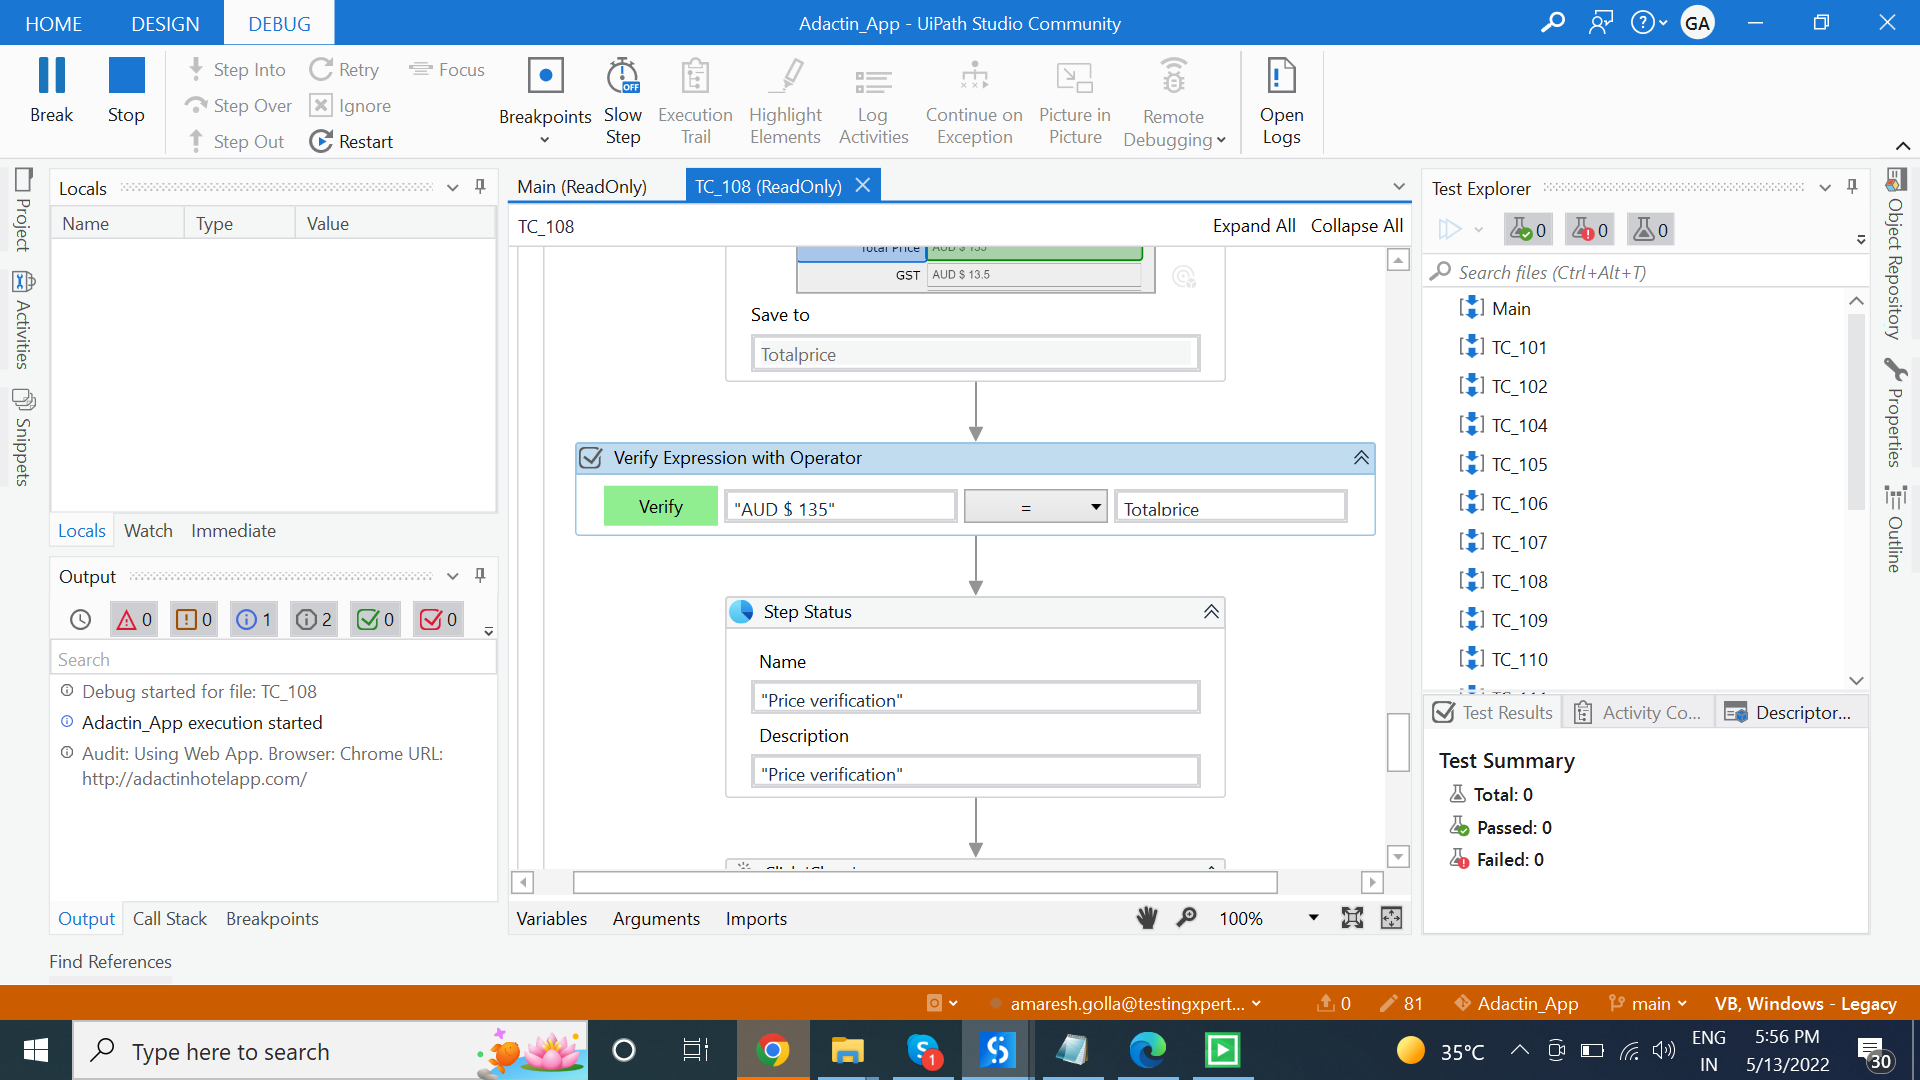 HOME DESIGN DEBUG
Adactin_App - UiPath Studio Community
GA
Break
Stop
Step Into
Step Over
Step Out
Retry
Ignore
Restart
Focus
Breakpoints
OFF
Slow Step
Execution Trail
Highlight Elements
Log Activities
Continue on Exception
Picture in Picture
Remote Debugging
Open Logs
Project
Activities
Snippets
Locals
Name Type Value
Locals Watch Immediate
Output
0 0 1 2 0 0
Search
Debug started for file: TC_108
Adactin_App execution started
Audit: Using Web App. Browser: Chrome URL:
http://adactinhotelapp.com/
Output Call Stack Breakpoints
Find References
Main (ReadOnly) TC_108 (ReadOnly)
TC_108
Expand All Collapse All
Total Price AUD $ 135
GST AUD $ 13.5
Save to
Totalprice
Verify Expression with Operator
Verify "AUD $ 135" = Totalprice
Step Status
Name
"Price verification"
Description
"Price verification"
Variables Arguments Imports
100%
Test Explorer
0 0 0
Search files (Ctrl+Alt+T)
Main
TC_101
TC_102
TC_104
TC_105
TC_106
TC_107
TC_108
TC_109
TC_110
Test Results Activity Co... Descriptor...
Test Summary
Total: 0
Passed: 0
Failed: 0
Object Repository
Properties
Outline
amaresh.golla@testingxpert...
0
81
Adactin_App
main
VB, Windows - Legacy
Type here to search
1
35°C
ENG
IN
5:56 PM
5/13/2022
30